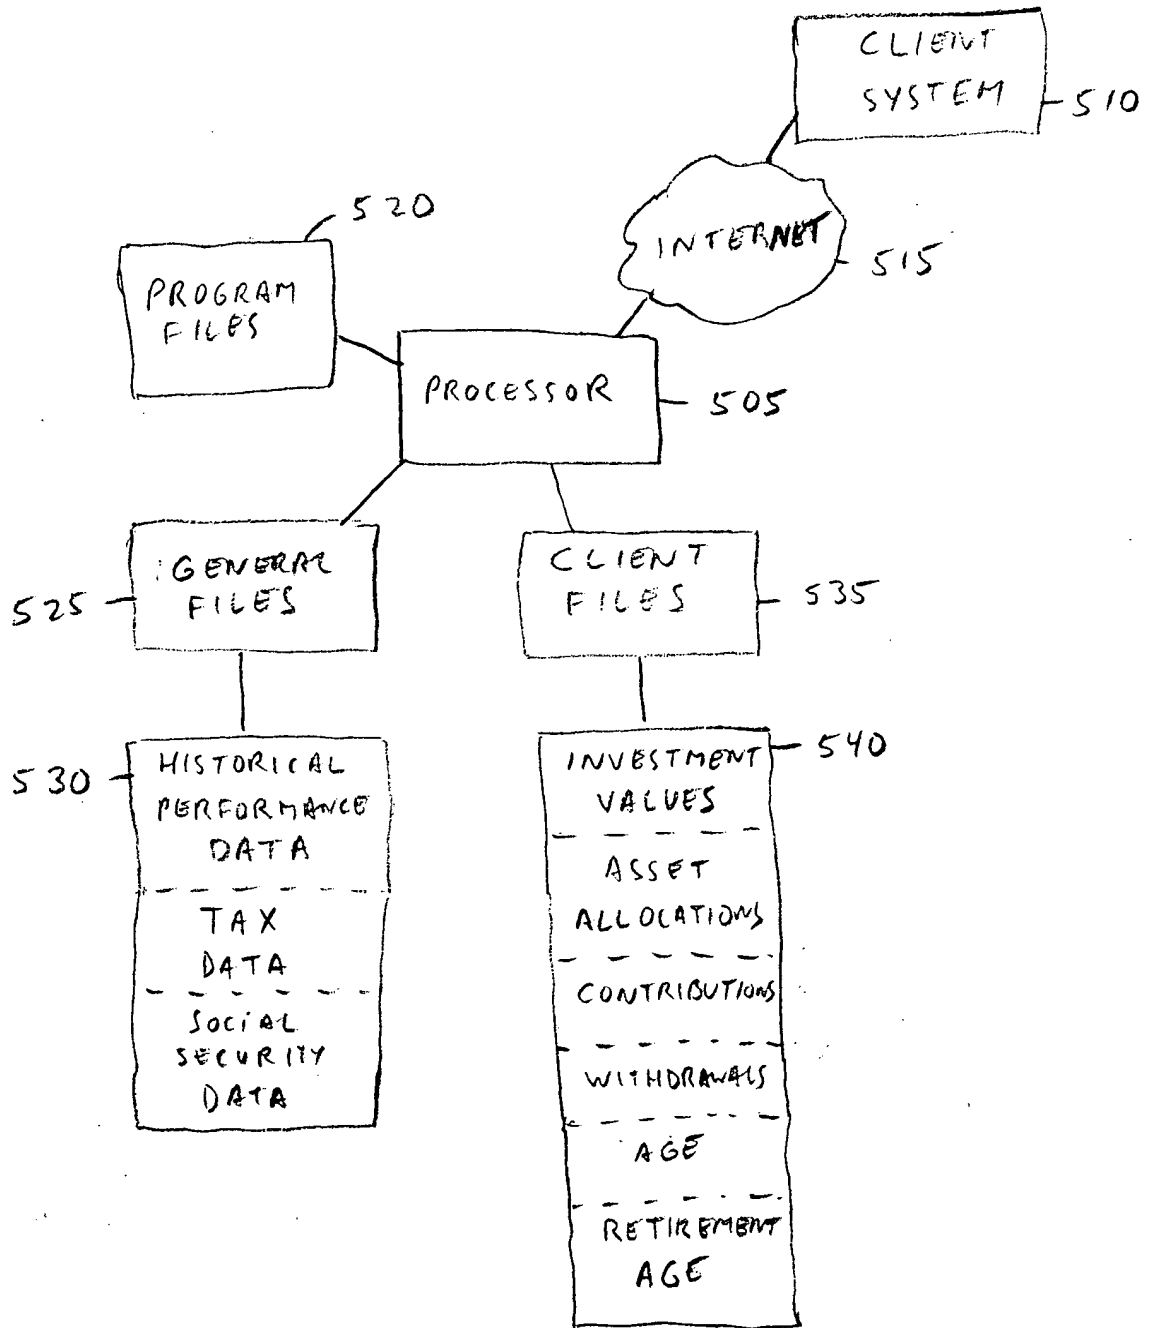 CLIENT
SYSTEM
510
INTERNET
515
520
PROGRAM
FILES
PROCESSOR
505
GENERAL
FILES
525
CLIENT
FILES
535
530
HISTORICAL
PERFORMANCE
DATA
TAX
DATA
SOCIAL
SECURITY
DATA
540
INVESTMENT
VALUES
ASSET
ALLOCATIONS
CONTRIBUTIONS
WITHDRAWALS
AGE
RETIREMENT
AGE